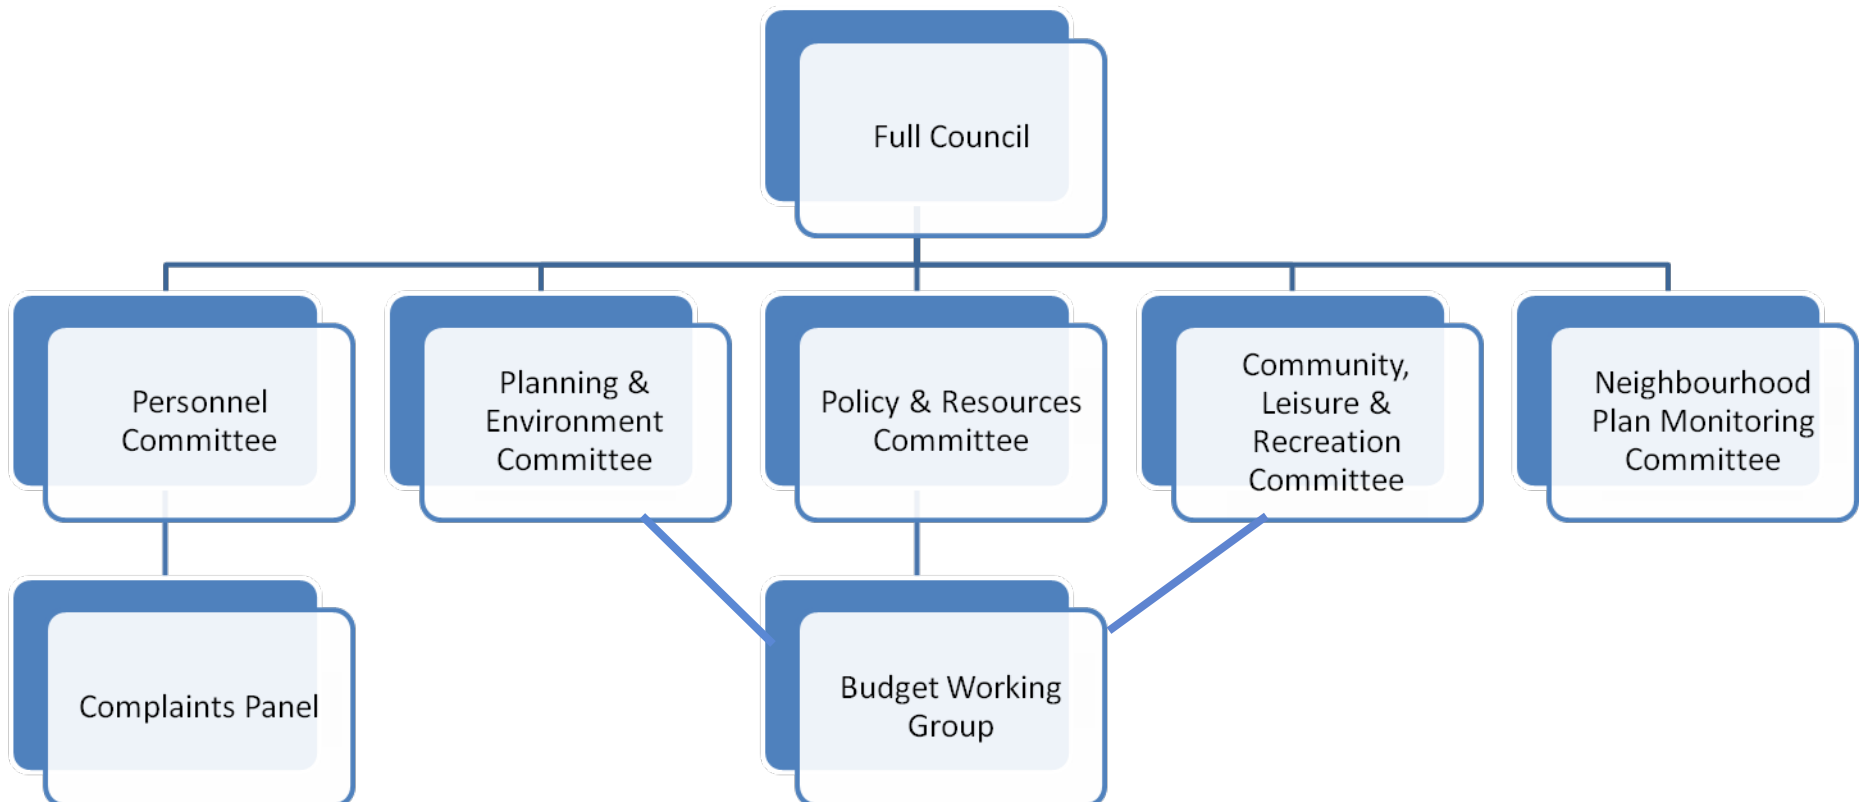 Full Council
Personnel
Committee
Planning &
Environment
Committee
Policy & Resources
Committee
Community,
Leisure &
Recreation
Committee
Neighbourhood
Plan Monitoring
Committee
Complaints Panel
Budget Working
Group